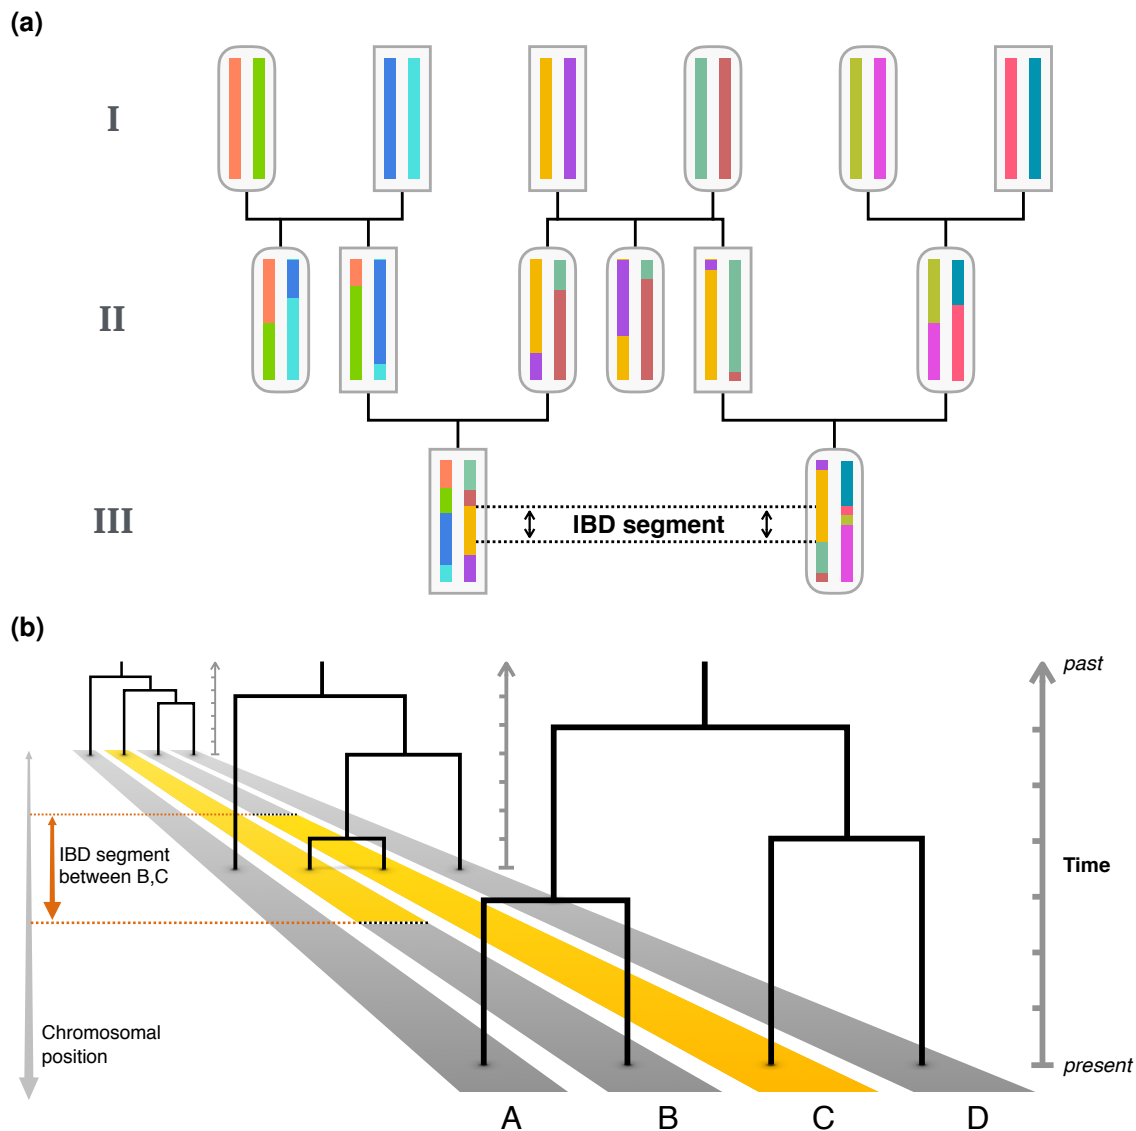 (a)
I
II
III
IBD segment
(b)
past
IBD segment
between B,C
Time
Chromosomal
position
present
A B C D